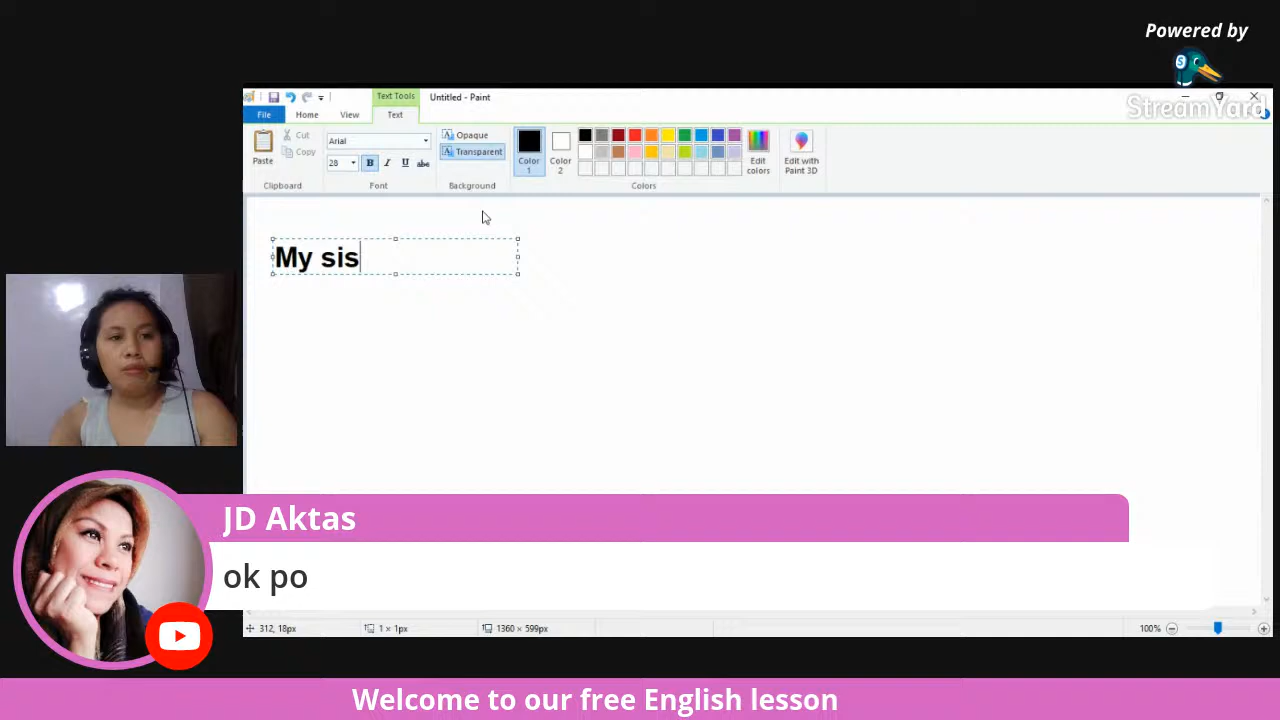 Powered by
StreamYard
Text Tools
Untitled - Paint
File
Home
View
Text
Paste
Cut
Copy
Clipboard
Arial
28
B
I
U
abc
Font
Opaque
Transparent
Background
Color
1
Color
2
Colors
Edit
colors
Edit with
Paint 3D
My sis
JD Aktas
ok po
312, 18px
1 × 1px
1360 × 599px
100%
Welcome to our free English lesson